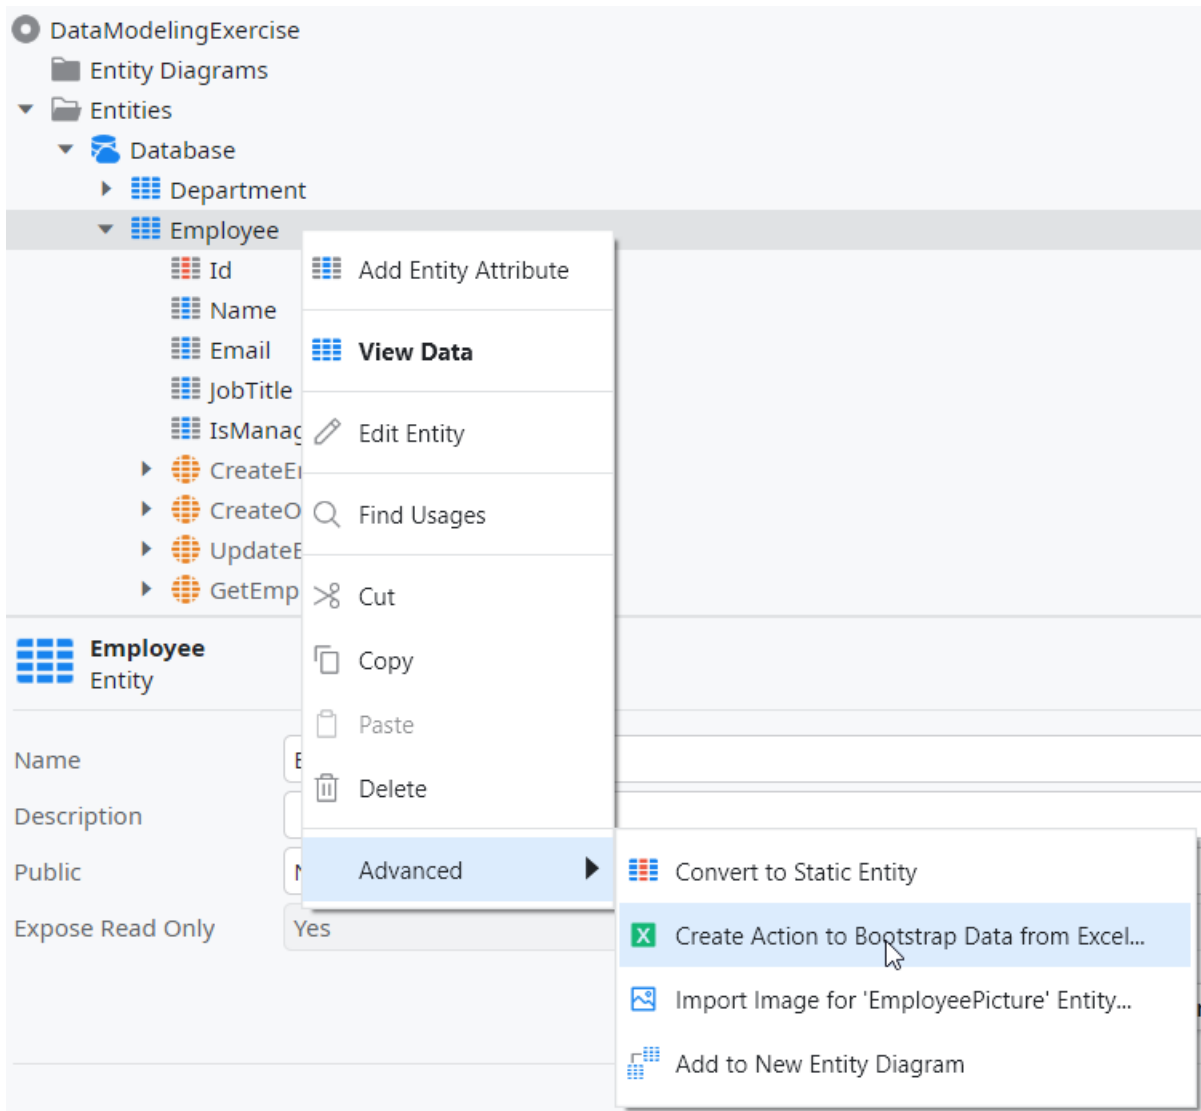 DataModelingExercise
Entity Diagrams
Entities
Database
Department
Employee
Id
Name
Email
JobTitle
IsManag
CreateE
CreateO
UpdateE
GetEmp
Add Entity Attribute
View Data
Edit Entity
Find Usages
Cut
Copy
Paste
Delete
Advanced
Convert to Static Entity
Create Action to Bootstrap Data from Excel...
Import Image for 'EmployeePicture' Entity...
Add to New Entity Diagram
Employee
Entity
Name
Description
Public
Expose Read Only Yes